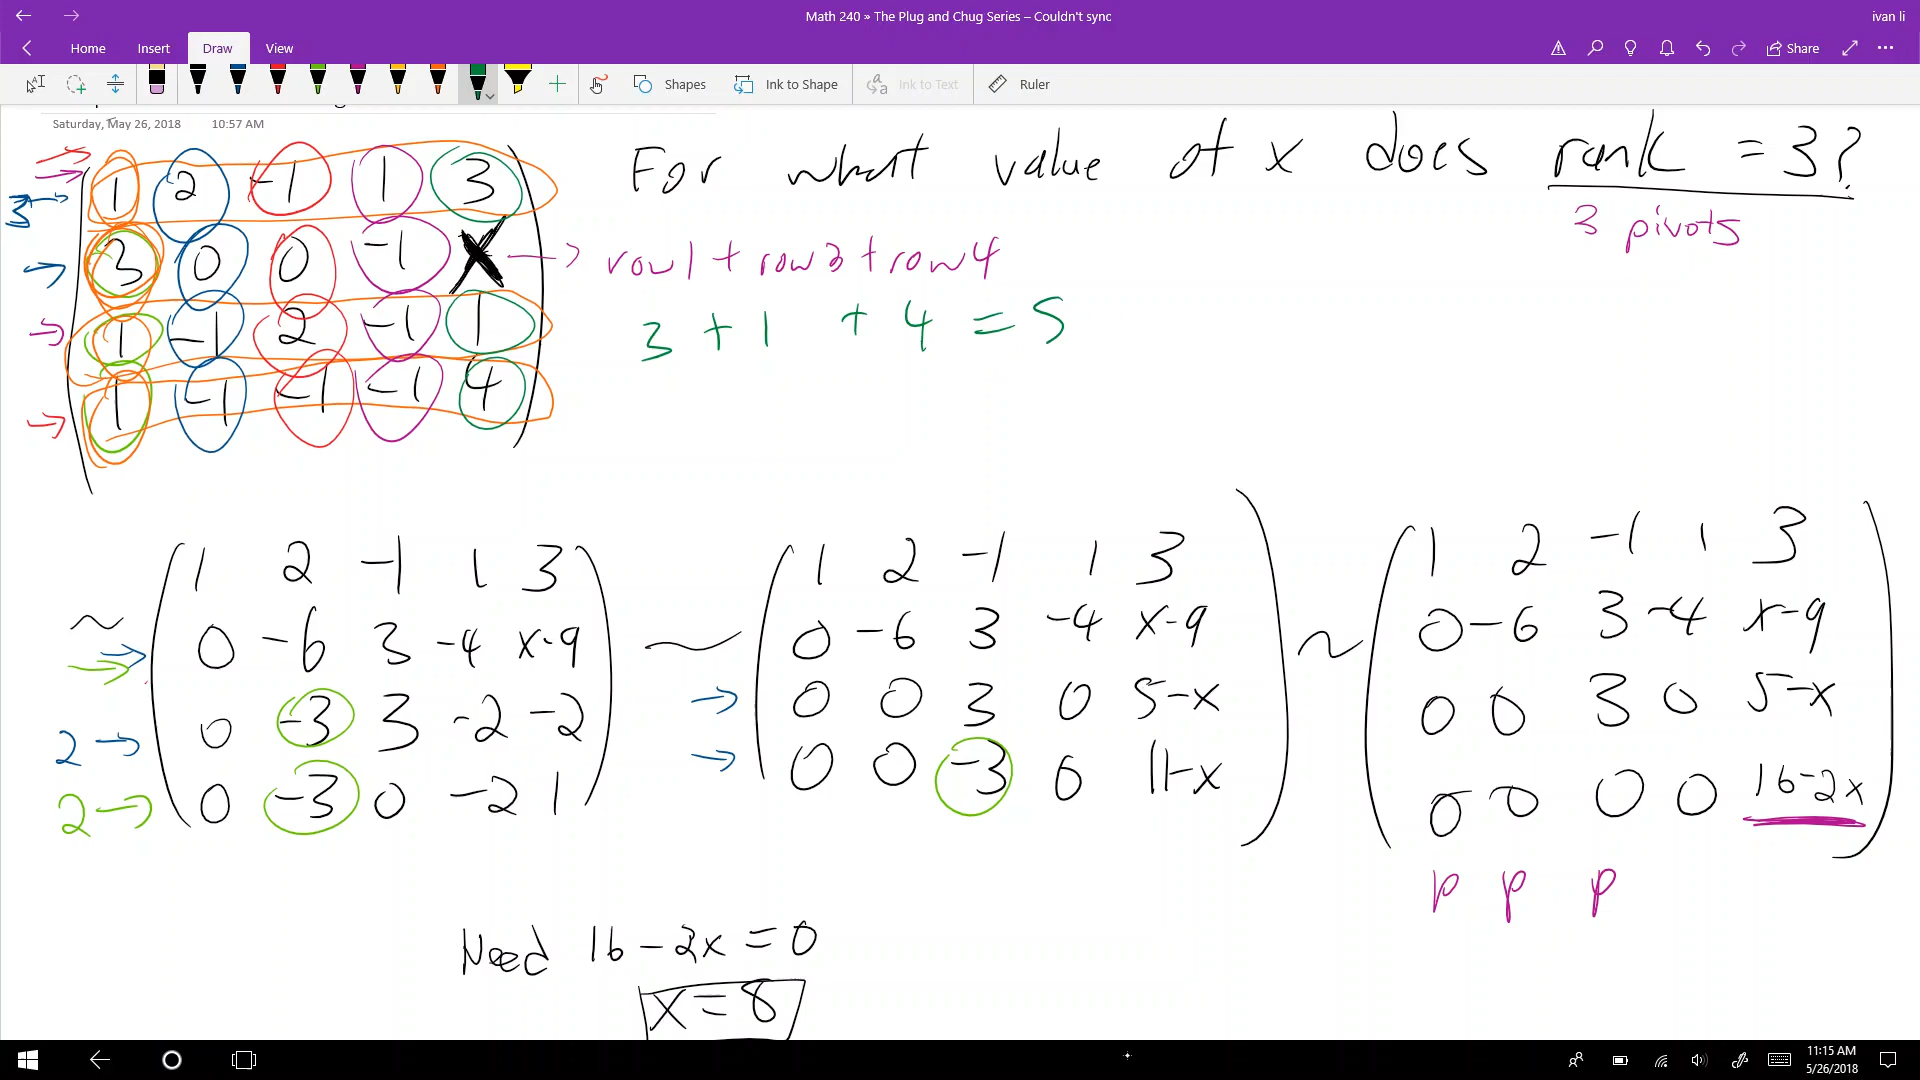 Math 240 » The Plug and Chug Series – Couldn't sync
ivan li
Home Insert Draw View
Share
Shapes Ink to Shape Ink to Text Ruler
Saturday, May 26, 2018 10:57 AM
For what value of x does rank = 3?
3 pivots
3
1 2 -1 1 3
3 0 0 -1 X → row1 + row3 + row4
1 -1 2 -1 1
3 + 1 + 4 = 5
1 -1 -1 -1 4
~
1 2 -1 1 3
0 -6 3 -4 x-9
2 → 0 -3 3 -2 -2
2 → 0 -3 0 -2 1
~
1 2 -1 1 3
0 -6 3 -4 x-9
0 0 3 0 5-x
0 0 -3 0 11-x
~
1 2 -1 1 3
0 -6 3 -4 x-9
0 0 3 0 5-x
0 0 0 0 16-2x
p p p
Need 16-2x=0
x=8
11:15 AM
5/26/2018